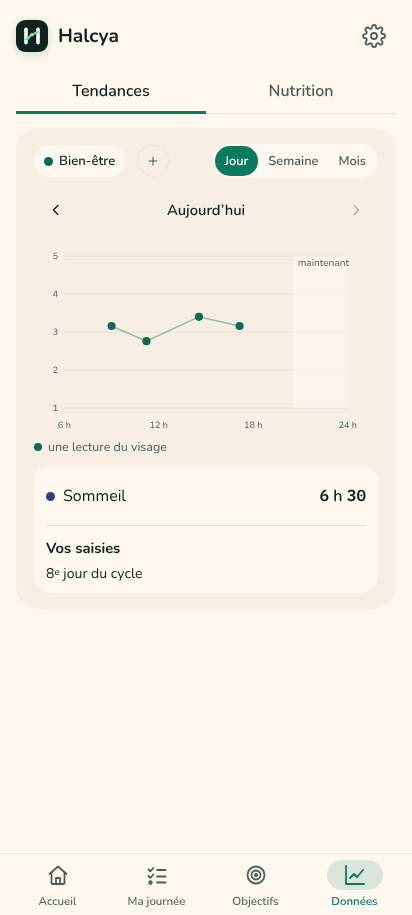 Halcya
Tendances
Nutrition
Bien-être
+
Jour
Semaine
Mois
Aujourd’hui
maintenant
5
4
3
2
1
6 h
12 h
18 h
24 h
une lecture du visage
Sommeil
6 h 30
Vos saisies
8ᵉ jour du cycle
Accueil
Ma journée
Objectifs
Données